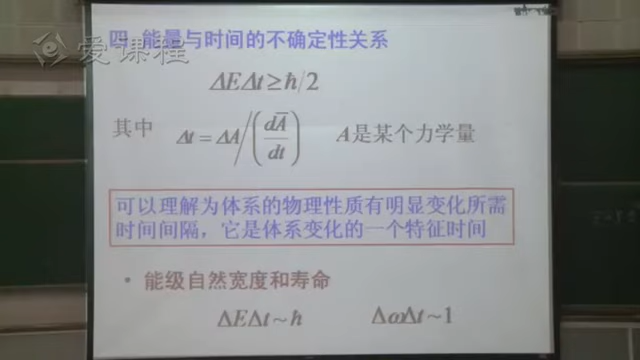 爱课程
四 能量与时间的不确定性关系
ΔEΔt≥ħ/2
其中 Δt=ΔA/(dA̅/dt) A是某个力学量
可以理解为体系的物理性质有明显变化所需
时间间隔，它是体系变化的一个特征时间
• 能级自然宽度和寿命
ΔEΔt~ħ ΔωΔt~1